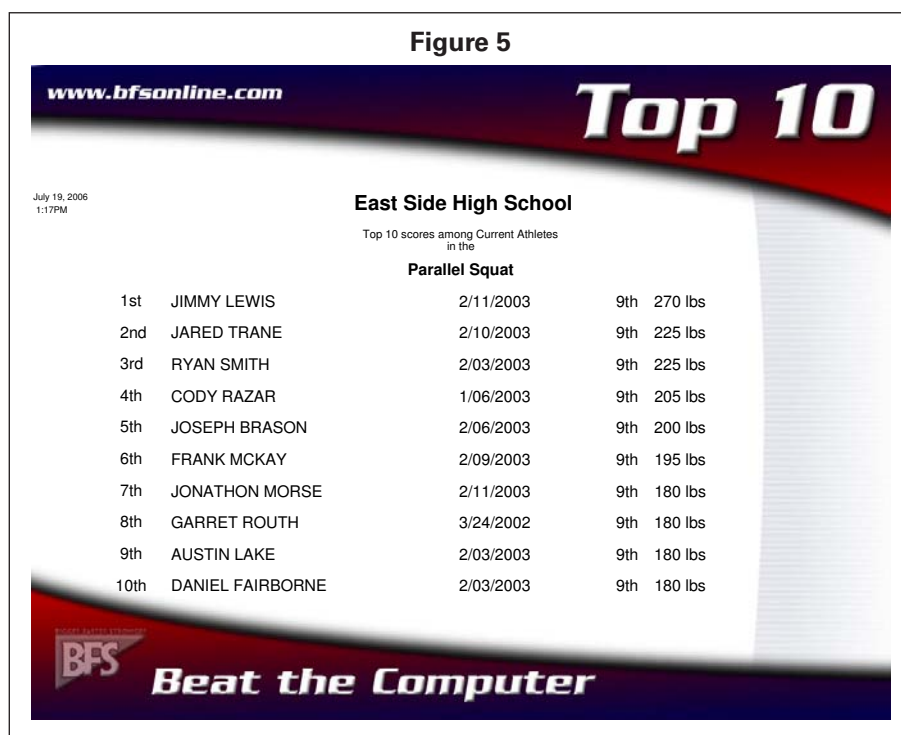 Figure 5
www.bfsonline.com
Top 10
July 19, 2006
1:17PM
East Side High School
Top 10 scores among Current Athletes
in the
Parallel Squat
1st JIMMY LEWIS 2/11/2003 9th 270 lbs
2nd JARED TRANE 2/10/2003 9th 225 lbs
3rd RYAN SMITH 2/03/2003 9th 225 lbs
4th CODY RAZAR 1/06/2003 9th 205 lbs
5th JOSEPH BRASON 2/06/2003 9th 200 lbs
6th FRANK MCKAY 2/09/2003 9th 195 lbs
7th JONATHON MORSE 2/11/2003 9th 180 lbs
8th GARRET ROUTH 3/24/2002 9th 180 lbs
9th AUSTIN LAKE 2/03/2003 9th 180 lbs
10th DANIEL FAIRBORNE 2/03/2003 9th 180 lbs
BIGGER FASTER STRONGER
BFS
Beat the Computer